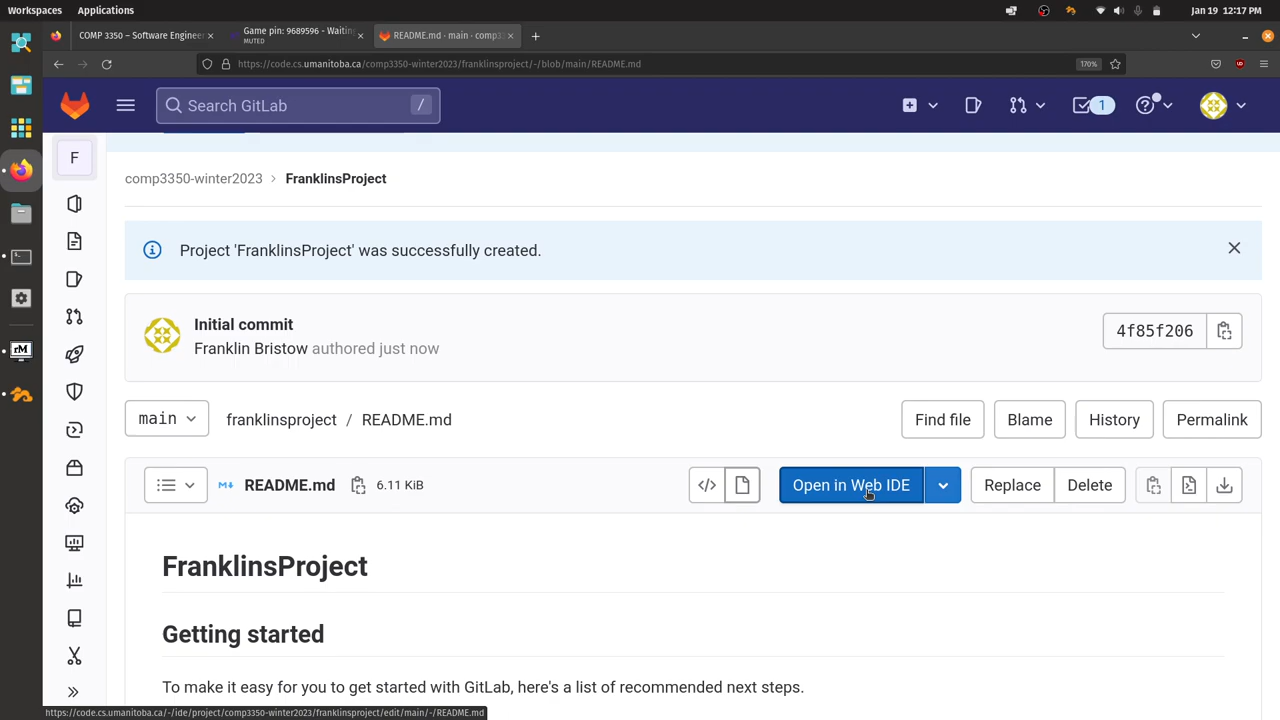 Workspaces Applications Jan 19 12:17 PM
COMP 3350 – Software Enginee Game pin: 9689596 - Waitin README.md · main · comp3
MUTED
https://code.cs.umanitoba.ca/comp3350-winter2023/franklinsproject/-/blob/main/README.md 170%
Search GitLab / 1
F
comp3350-winter2023 › FranklinsProject
Project 'FranklinsProject' was successfully created.
Initial commit 4f85f206
Franklin Bristow authored just now
main franklinsproject / README.md Find file Blame History Permalink
README.md 6.11 KiB Open in Web IDE Replace Delete
FranklinsProject
Getting started
To make it easy for you to get started with GitLab, here's a list of recommended next steps.
https://code.cs.umanitoba.ca/-/ide/project/comp3350-winter2023/franklinsproject/edit/main/-/README.md